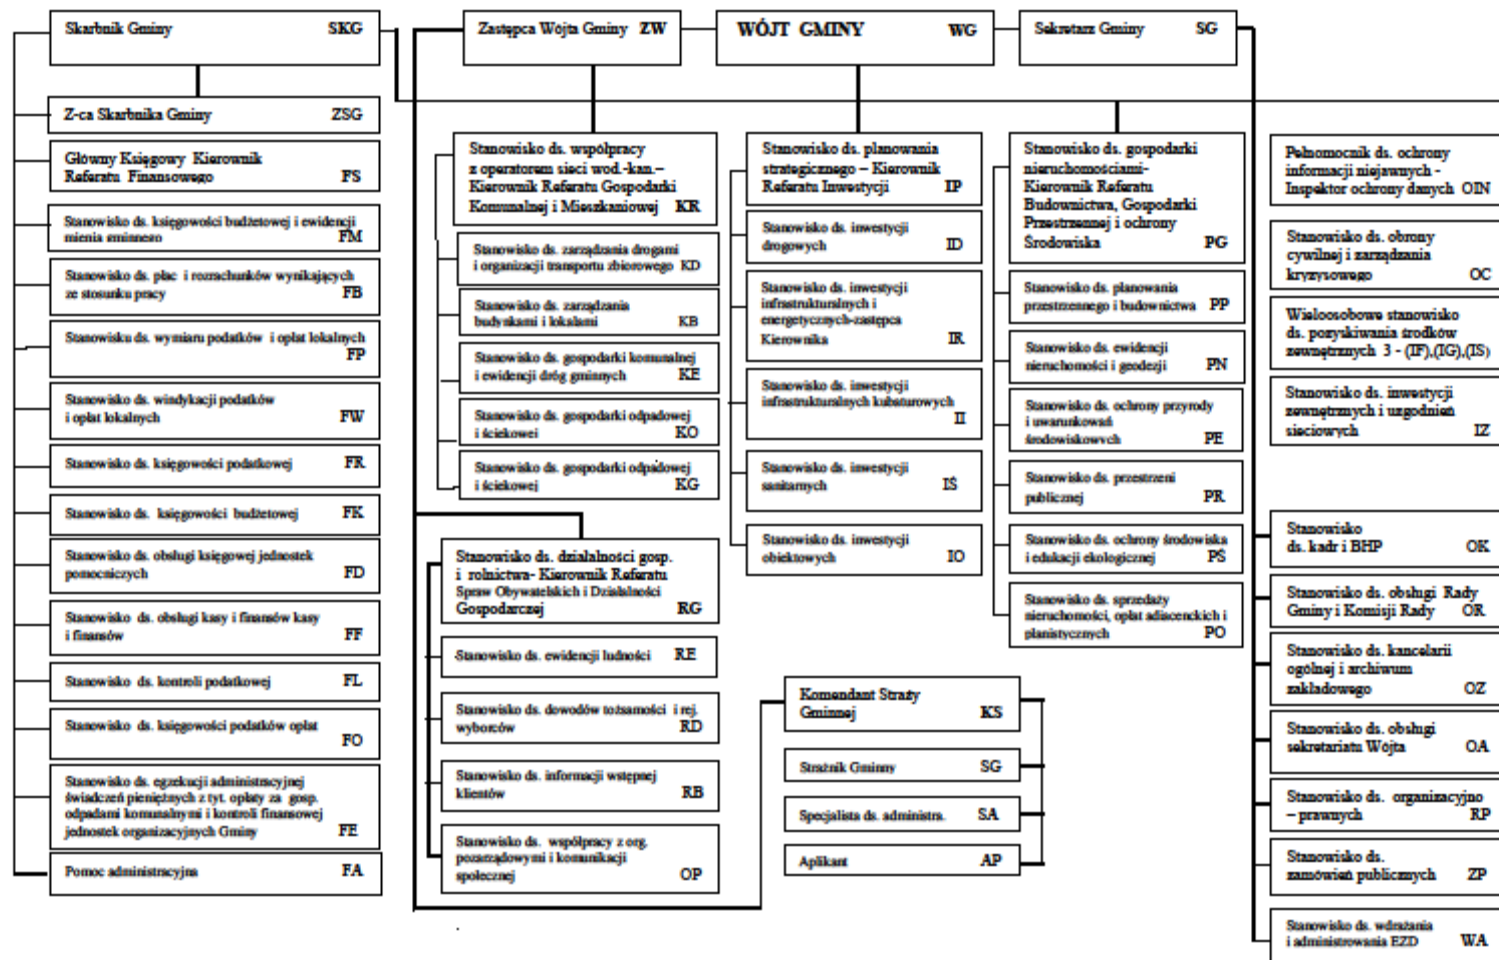 Skarbnik Gminy SKG
Z-ca Skarbnika Gminy ZSG
Główny Księgowy Kierownik
Referatu Finansowego FS
Stanowisko ds. księgowości budżetowej i ewidencji
mienia gminnego FM
Stanowisko ds. płac i rozrachunków wynikających
ze stosunku pracy FB
Stanowisku ds. wymiaru podatków i opłat lokalnych
FP
Stanowisko ds. windykacji podatków
i opłat lokalnych FW
Stanowisko ds. księgowości podatkowej FR
Stanowisko ds. księgowości budżetowej FK
Stanowisko ds. obsługi księgowej jednostek
pomocniczych FD
Stanowisko ds. obsługi kasy i finansów kasy
i finansów FF
Stanowisko ds. kontroli podatkowej FL
Stanowisko ds. księgowości podatków opłat
FO
Stanowisko ds. egzekucji administracyjnej
świadczeń pieniężnych z tyt. opłaty za gosp.
odpadami komunalnymi i kontroli finansowej
jednostek organizacyjnych Gminy FE
Pomoc administracyjna FA
Zastępca Wójta Gminy ZW
Stanowisko ds. współpracy
z operatorem sieci wod.-kan.–
Kierownik Referatu Gospodarki
Komunalnej i Mieszkaniowej KR
Stanowisko ds. zarządzania drogami
i organizacji transportu zbiorowego KD
Stanowisko ds. zarządzania
budynkami i lokalami KB
Stanowisko ds. gospodarki komunalnej
i ewidencji dróg gminnych KE
Stanowisko ds. gospodarki odpadowej
i ściekowej KO
Stanowisko ds. gospodarki odpadowej
i ściekowej KG
Stanowisko ds. działalności gosp.
i rolnictwa- Kierownik Referatu
Spraw Obywatelskich i Działalności
Gospodarczej RG
Stanowisko ds. ewidencji ludności RE
Stanowisko ds. dowodów tożsamości i rej.
wyborców RD
Stanowisko ds. informacji wstępnej
klientów RB
Stanowisko ds. współpracy z org.
pozarządowymi i komunikacji
społecznej OP
WÓJT GMINY WG
Stanowisko ds. planowania
strategicznego – Kierownik
Referatu Inwestycji IP
Stanowisko ds. inwestycji
drogowych ID
Stanowisko ds. inwestycji
infrastrukturalnych i
energetycznych-zastępca
Kierownika IR
Stanowisko ds. inwestycji
infrastrukturalnych kubaturowych
II
Stanowisko ds. inwestycji
sanitarnych IŚ
Stanowisko ds. inwestycji
obiektowych IO
Komendant Straży
Gminnej KS
Strażnik Gminny SG
Specjalista ds. administra. SA
Aplikant AP
Sekretarz Gminy SG
Stanowisko ds. gospodarki
nieruchomościami-
Kierownik Referatu
Budownictwa, Gospodarki
Przestrzennej i ochrony
Środowiska PG
Stanowisko ds. planowania
przestrzennego i budownictwa PP
Stanowisko ds. ewidencji
nieruchomości i geodezji PN
Stanowisko ds. ochrony przyrody
i uwarunkowań
środowiskowych PE
Stanowisko ds. przestrzeni
publicznej PR
Stanowisko ds. ochrony środowiska
i edukacji ekologicznej PŚ
Stanowisko ds. sprzedaży
nieruchomości, opłat adiacenckich i
planistycznych PO
Pełnomocnik ds. ochrony
informacji niejawnych -
Inspektor ochrony danych OIN
Stanowisko ds. obrony
cywilnej i zarządzania
kryzysowego OC
Wieloosobowe stanowisko
ds. pozyskiwania środków
zewnętrznych 3 - (IF),(IG),(IS)
Stanowisko ds. inwestycji
zewnętrznych i uzgodnień
sieciowych IZ
Stanowisko
ds. kadr i BHP OK
Stanowisko ds. obsługi Rady
Gminy i Komisji Rady OR
Stanowisko ds. kancelarii
ogólnej i archiwum
zakładowego OZ
Stanowisko ds. obsługi
sekretariatu Wójta OA
Stanowisko ds. organizacyjno
– prawnych RP
Stanowisko ds.
zamówień publicznych ZP
Stanowisko ds. wdrażania
i administrowania EZD WA